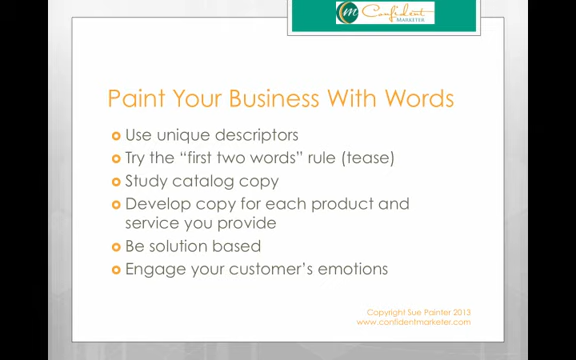 m Confident
MARKETER
Paint Your Business With Words
Use unique descriptors
Try the “first two words” rule (tease)
Study catalog copy
Develop copy for each product and
service you provide
Be solution based
Engage your customer’s emotions
Copyright Sue Painter 2013
www.confidentmarketer.com